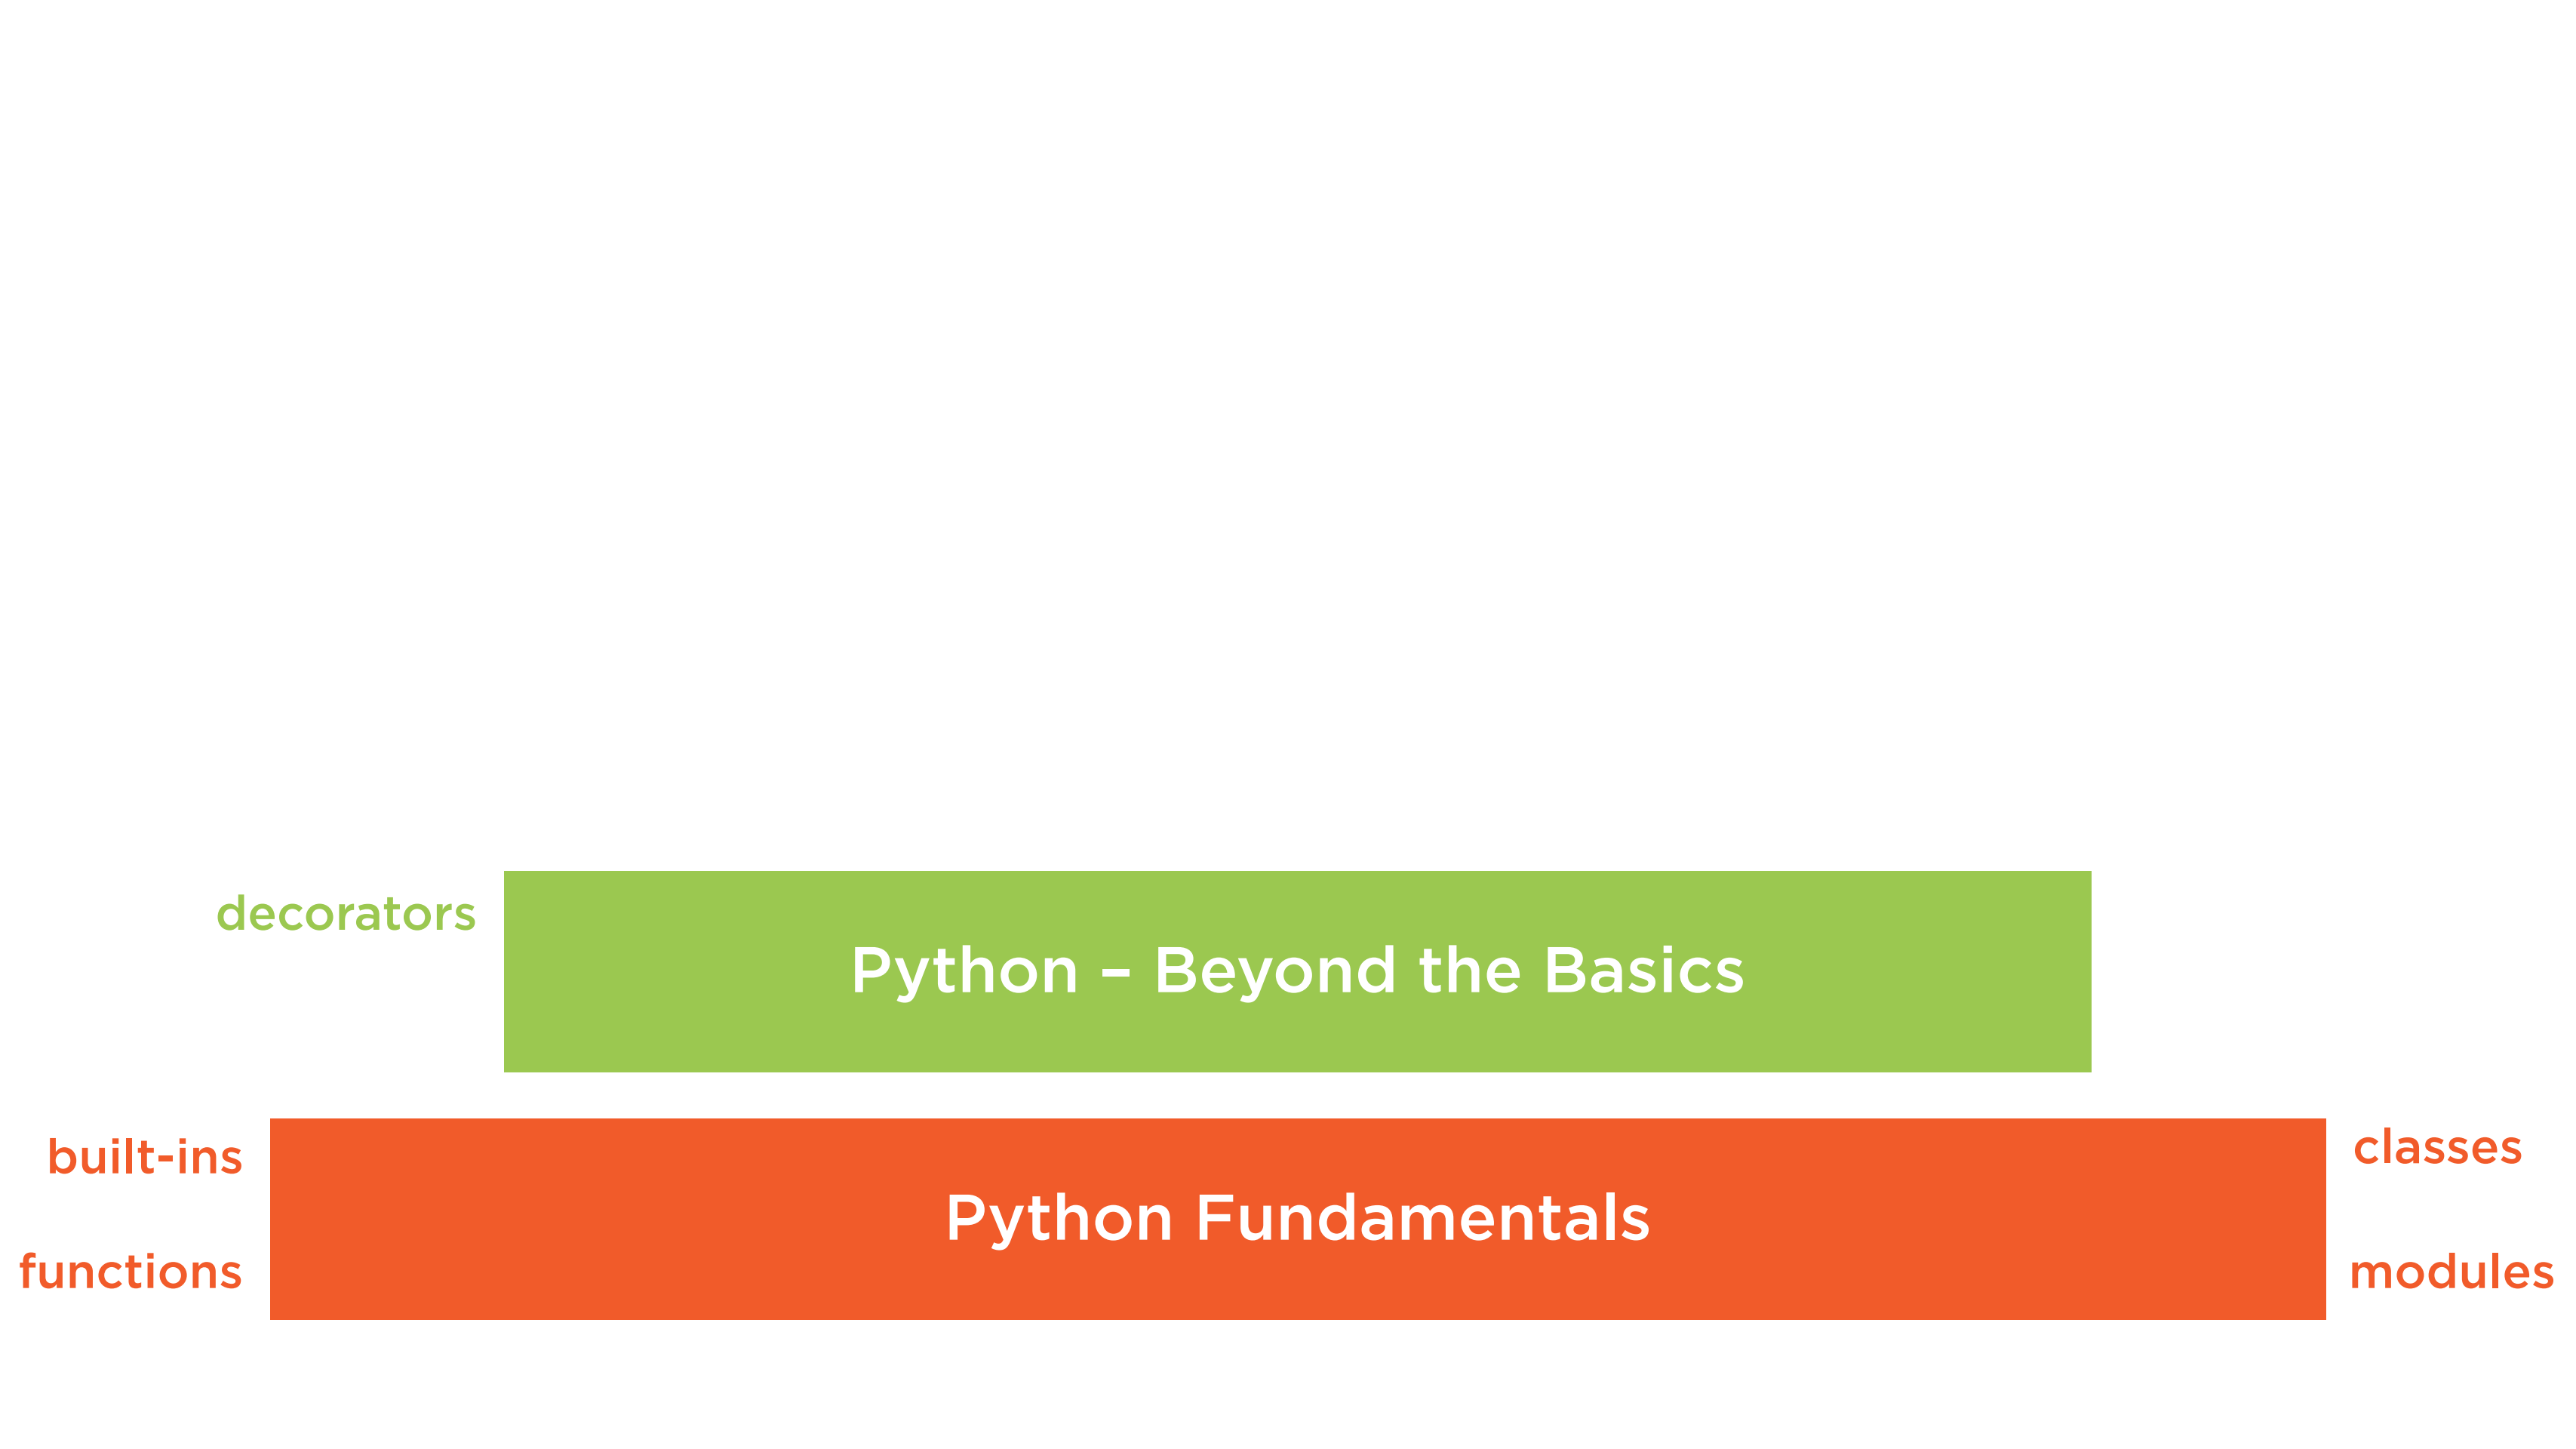 decorators
Python – Beyond the Basics
built-ins
classes
Python Fundamentals
functions
modules